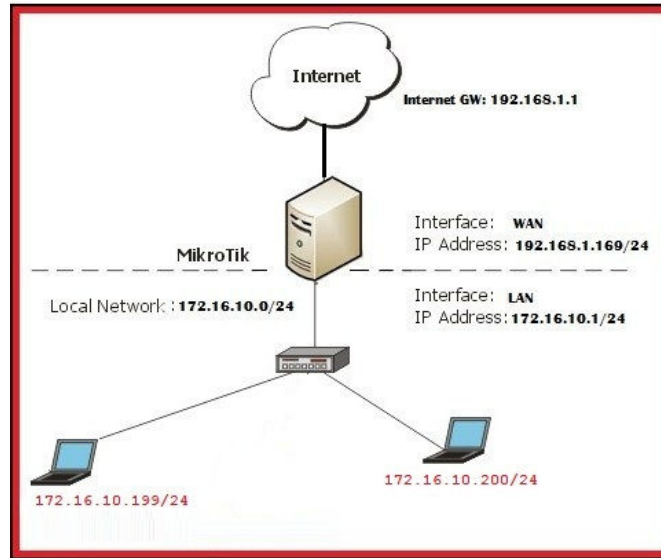 Internet
Internet GW: 192.168.1.1
Interface: WAN
IP Address: 192.168.1.169/24
MikroTik
Local Network : 172.16.10.0/24
Interface: LAN
IP Address: 172.16.10.1/24
172.16.10.199/24
172.16.10.200/24